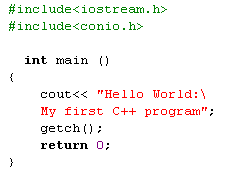 #include<iostream.h>
#include<conio.h>
int main ()
{
cout<< "Hello World:\
My first C++ program";
getch();
return 0;
}